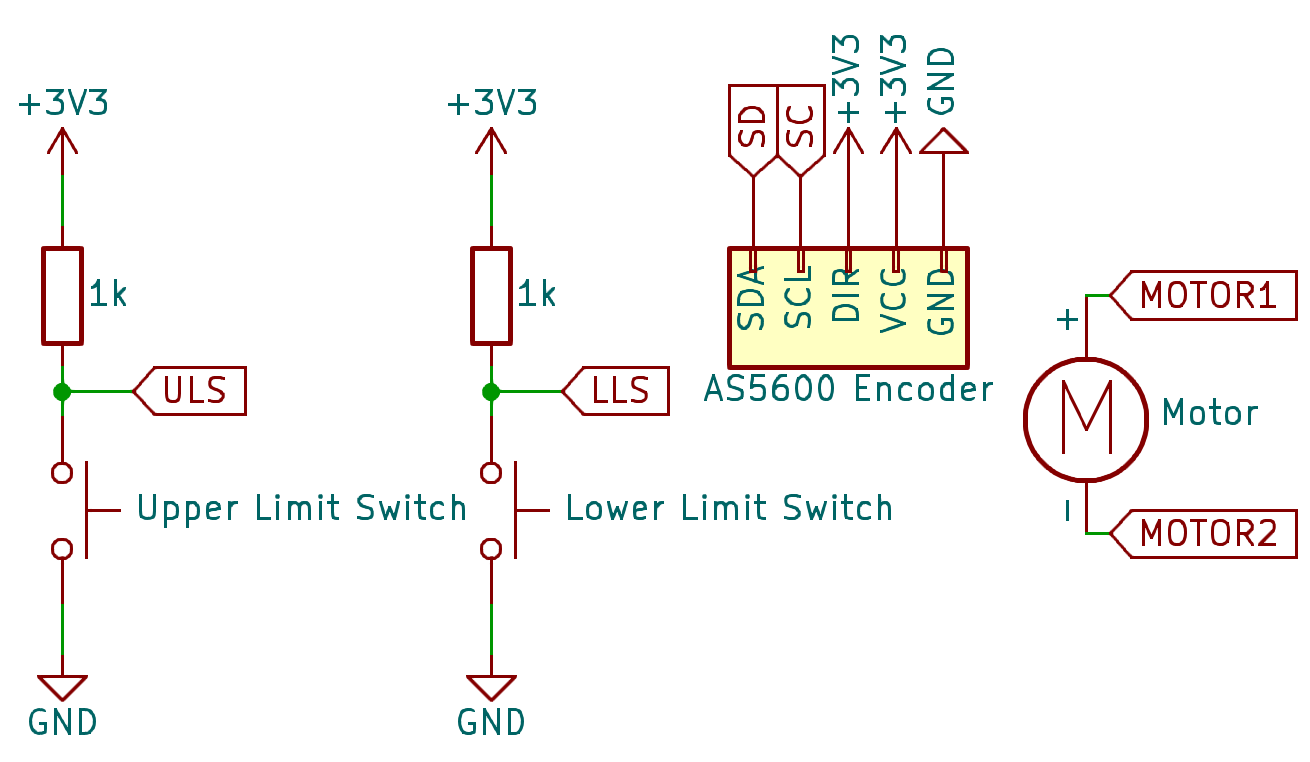 +3V3
1k
ULS
Upper Limit Switch
GND
+3V3
1k
LLS
Lower Limit Switch
GND
SD
SC
+3V3
+3V3
GND
SDA
SCL
DIR
VCC
GND
AS5600 Encoder
MOTOR1
+
M
Motor
-
MOTOR2